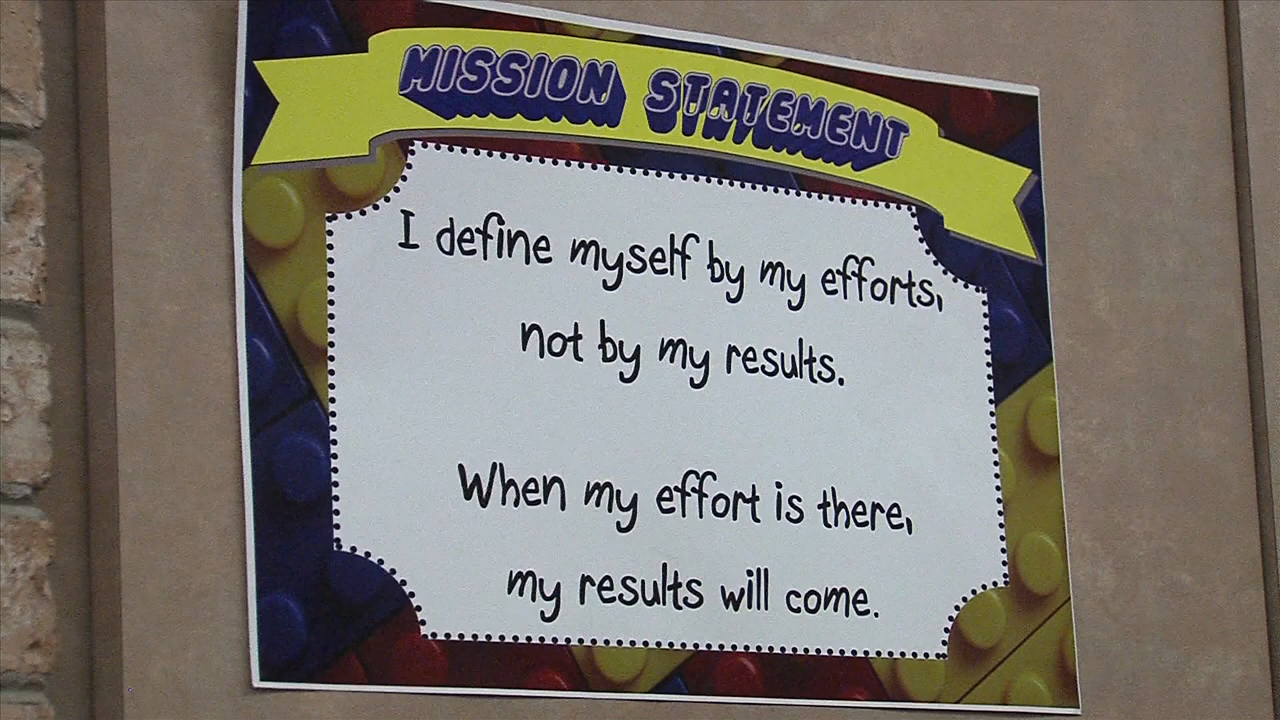 MISSION STATEMENT
I define myself by my efforts,
not by my results.
When my effort is there,
my results will come.